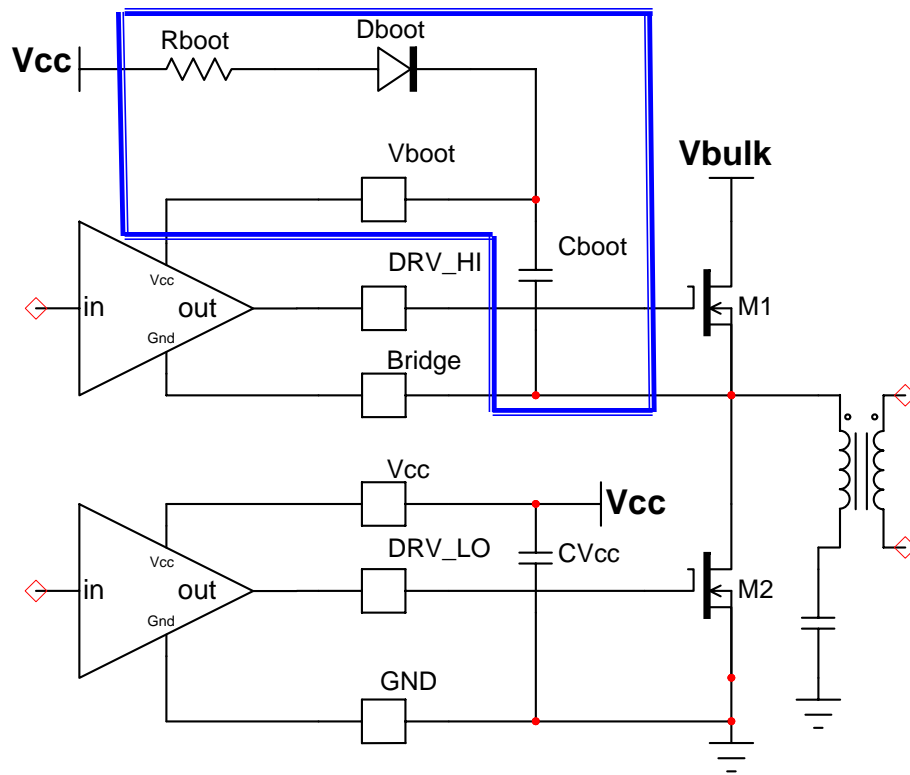 Rboot
Dboot
Vcc
Vboot
Vbulk
Vcc
DRV_HI
Cboot
in
out
M1
Gnd
Bridge
Vcc
Vcc
Vcc
DRV_LO
CVcc
in
out
M2
Gnd
GND